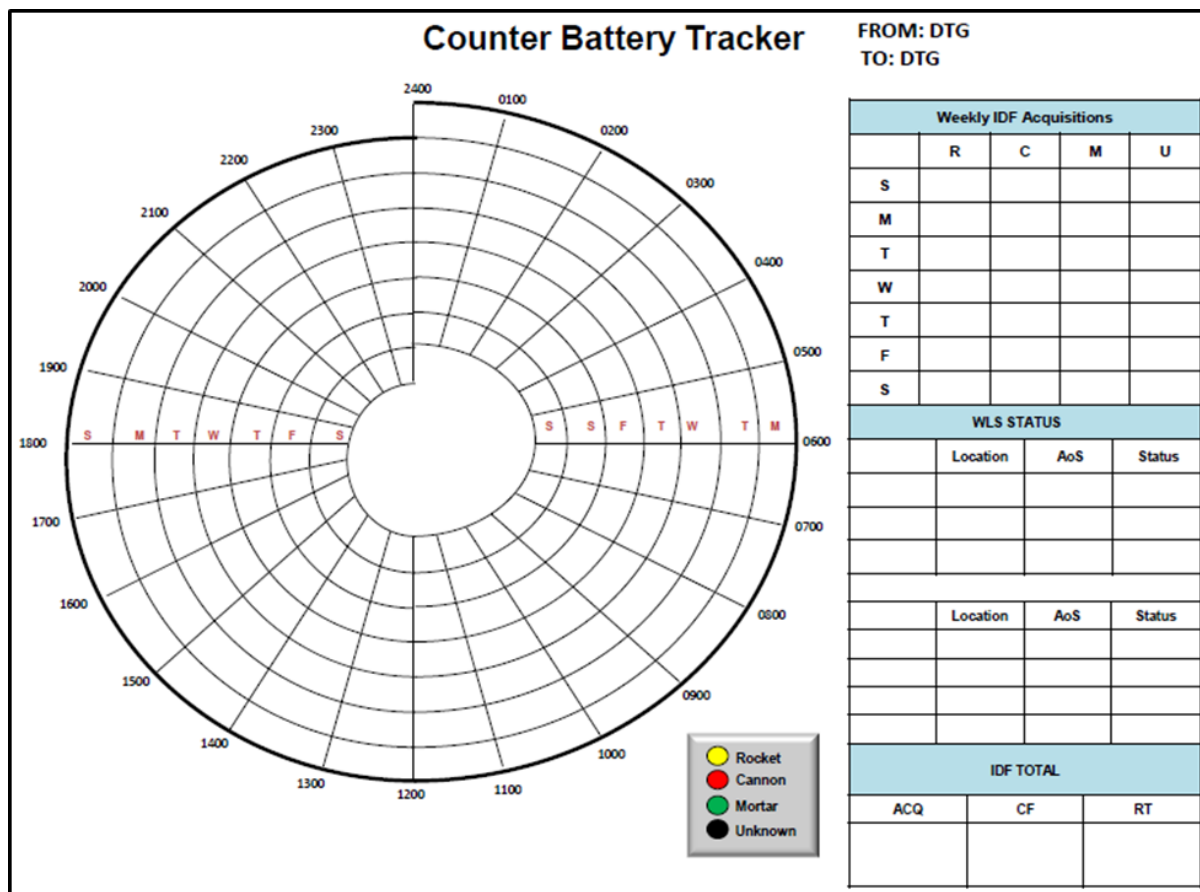 Counter Battery Tracker
FROM: DTG
TO: DTG
2400
0100
0200
0300
0400
0500
0600
0700
0800
0900
1000
1100
1200
1300
1400
1500
1600
1700
1800
1900
2000
2100
2200
2300
S M T W T F S
S S F T W T M
Rocket
Cannon
Mortar
Unknown
Weekly IDF Acquisitions
R C M U
S
M
T
W
T
F
S
WLS STATUS
Location AoS Status
Location AoS Status
IDF TOTAL
ACQ CF RT